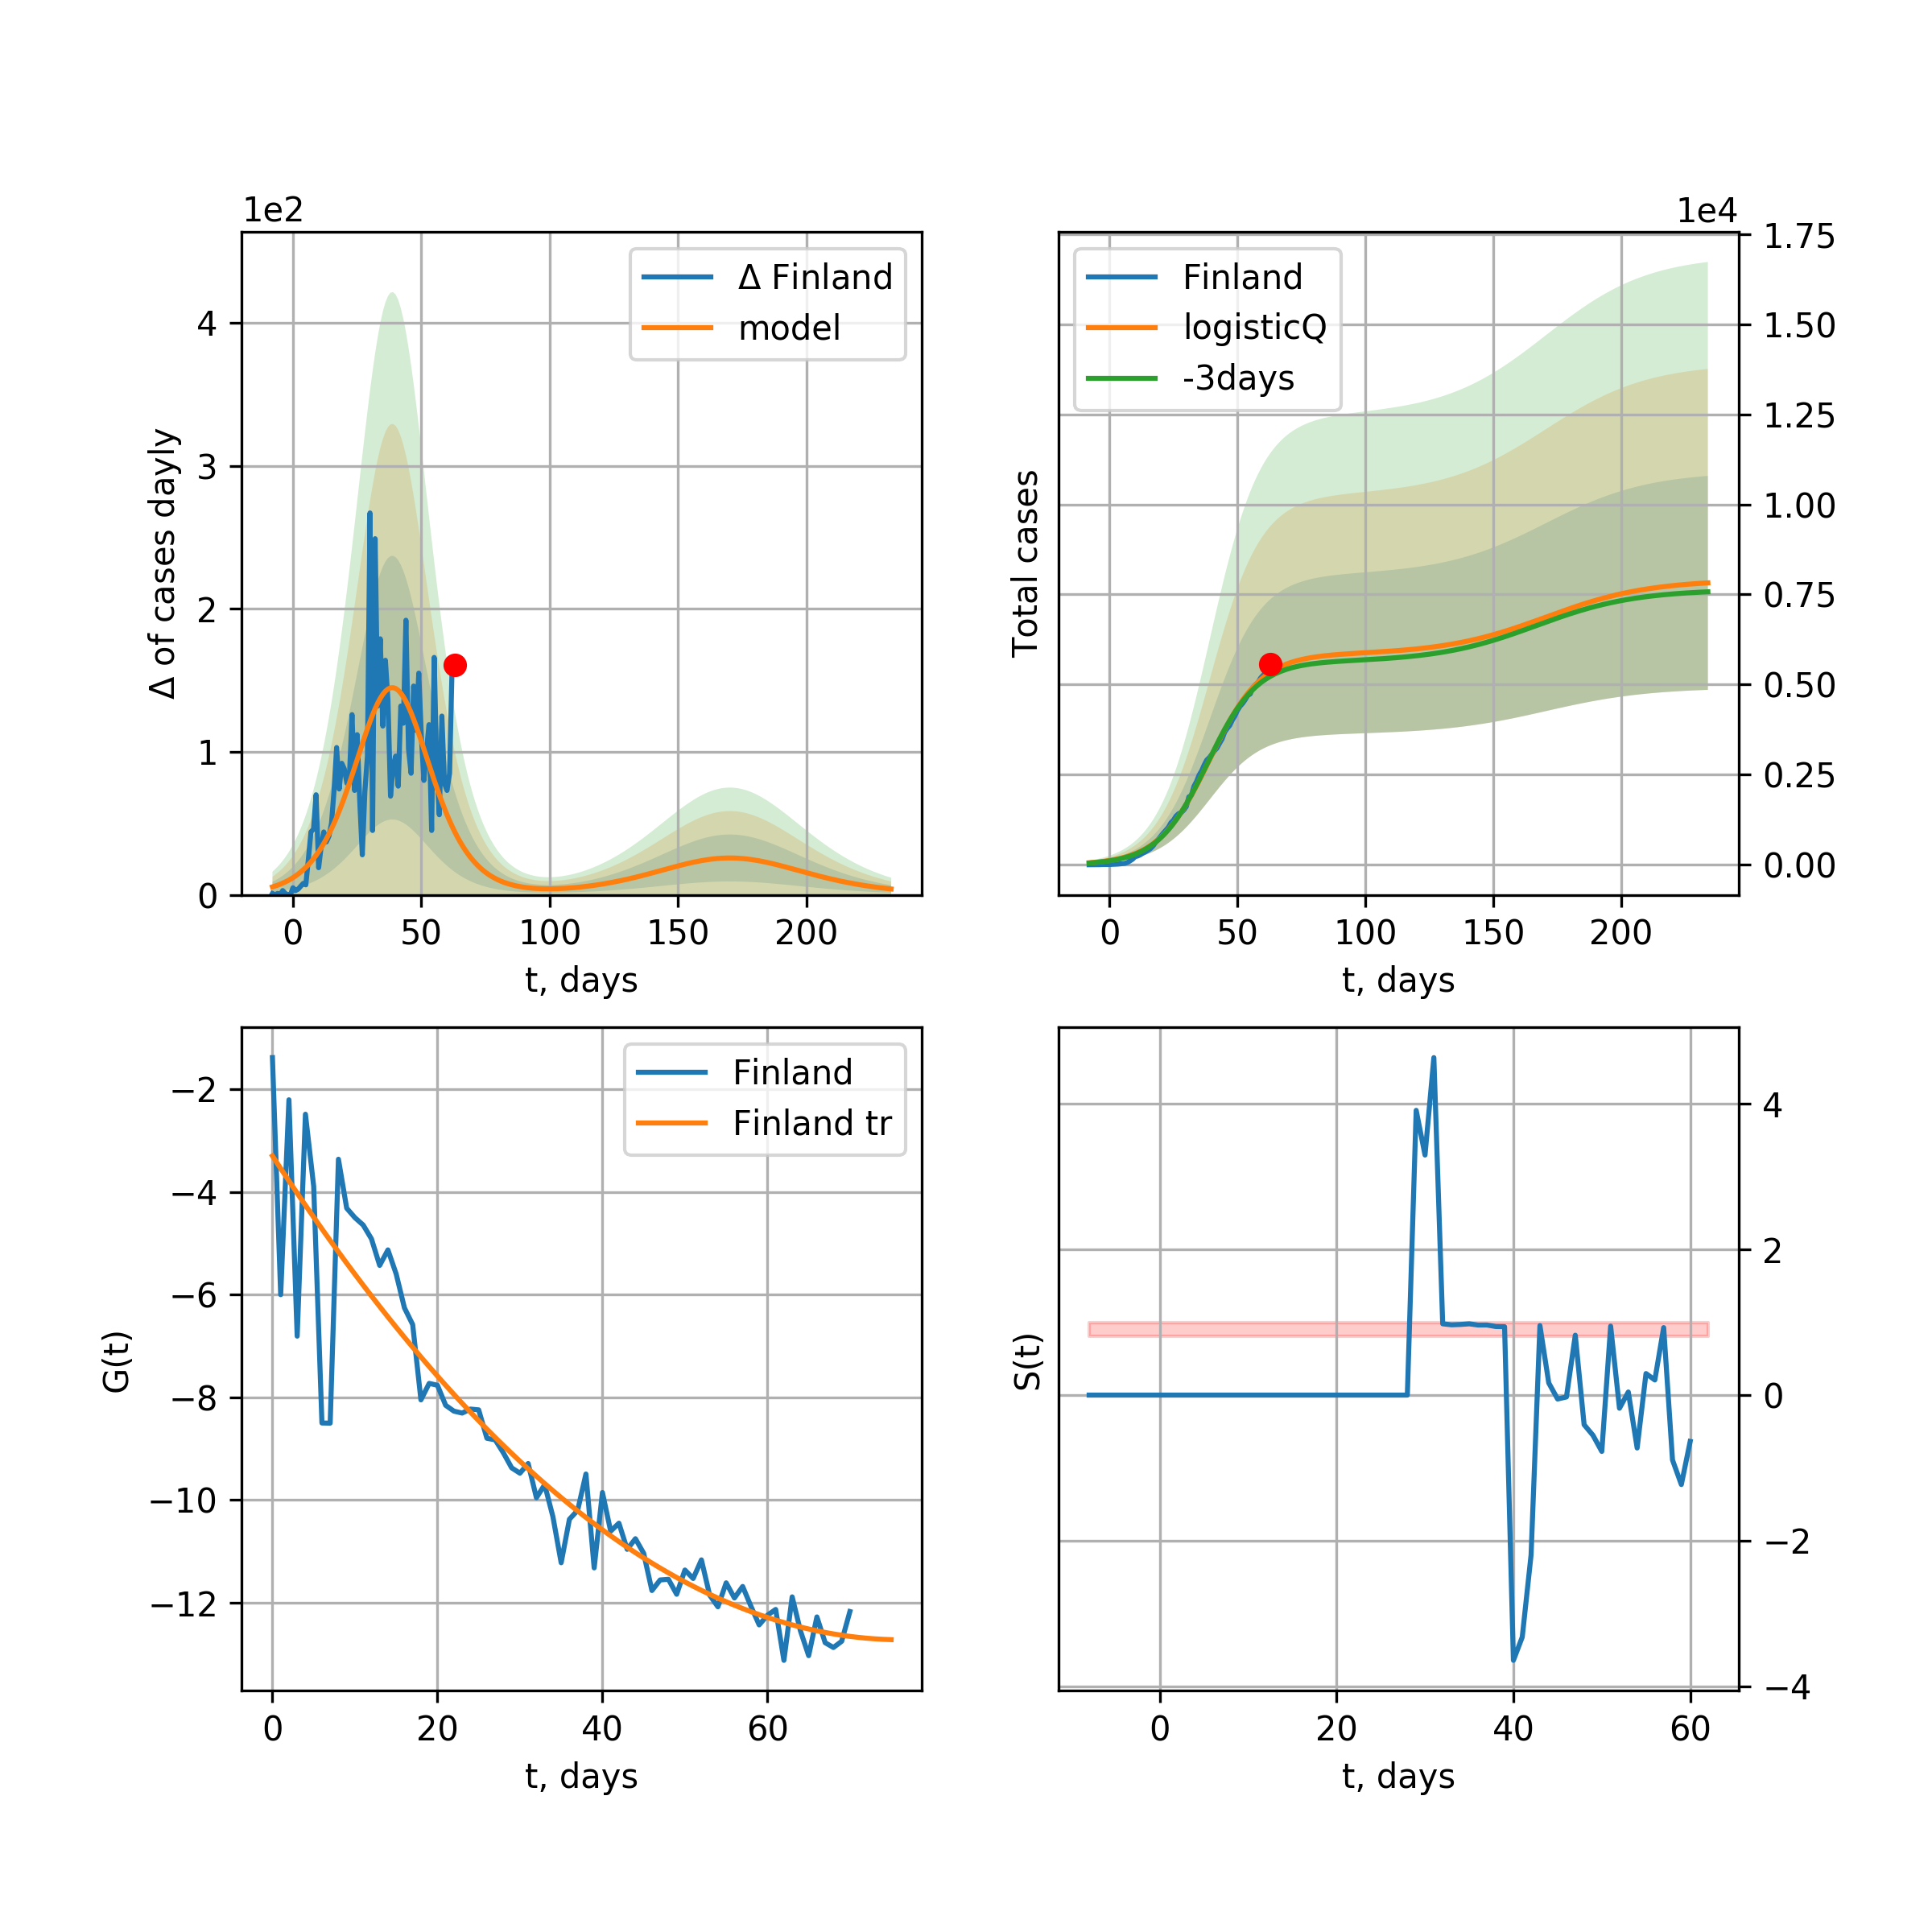 1e2
Δ of cases dayly
4
3
2
1
0
Δ Finland
model
0 50 100 150 200
t, days
1e4
Total cases
Finland
logisticQ
-3days
1.75
1.50
1.25
1.00
0.75
0.50
0.25
0.00
0 50 100 150 200
t, days
G(t)
−2
−4
−6
−8
−10
−12
Finland
Finland tr
0 20 40 60
t, days
S(t)
4
2
0
−2
−4
0 20 40 60
t, days